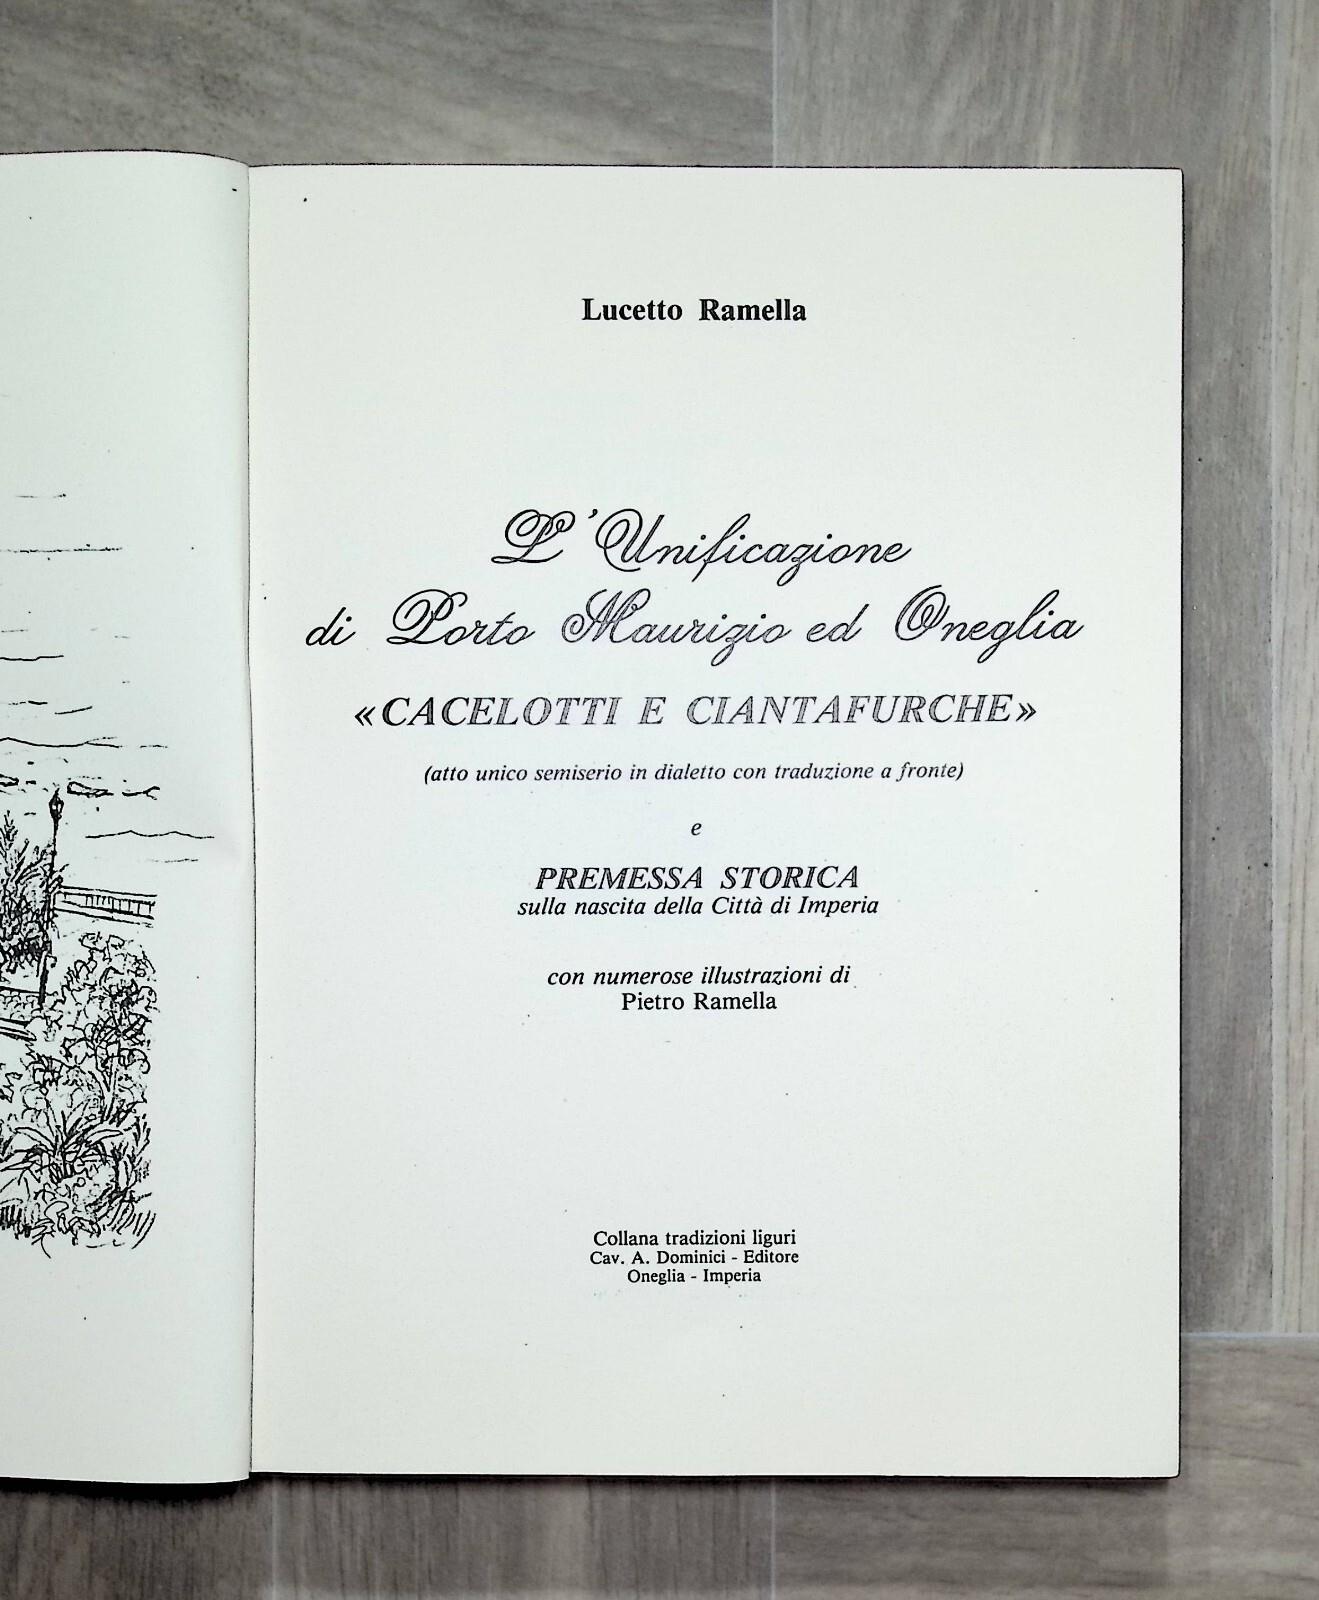 Lucetto Ramella
L'Unificazione
di Porto Maurizio ed Oneglia
«CACELOTTI E CIANTAFURCHE»
(atto unico semiserio in dialetto con traduzione a fronte)
e
PREMESSA STORICA
sulla nascita della Città di Imperia
con numerose illustrazioni di
Pietro Ramella
Collana tradizioni liguri
Cav. A. Dominici - Editore
Oneglia - Imperia